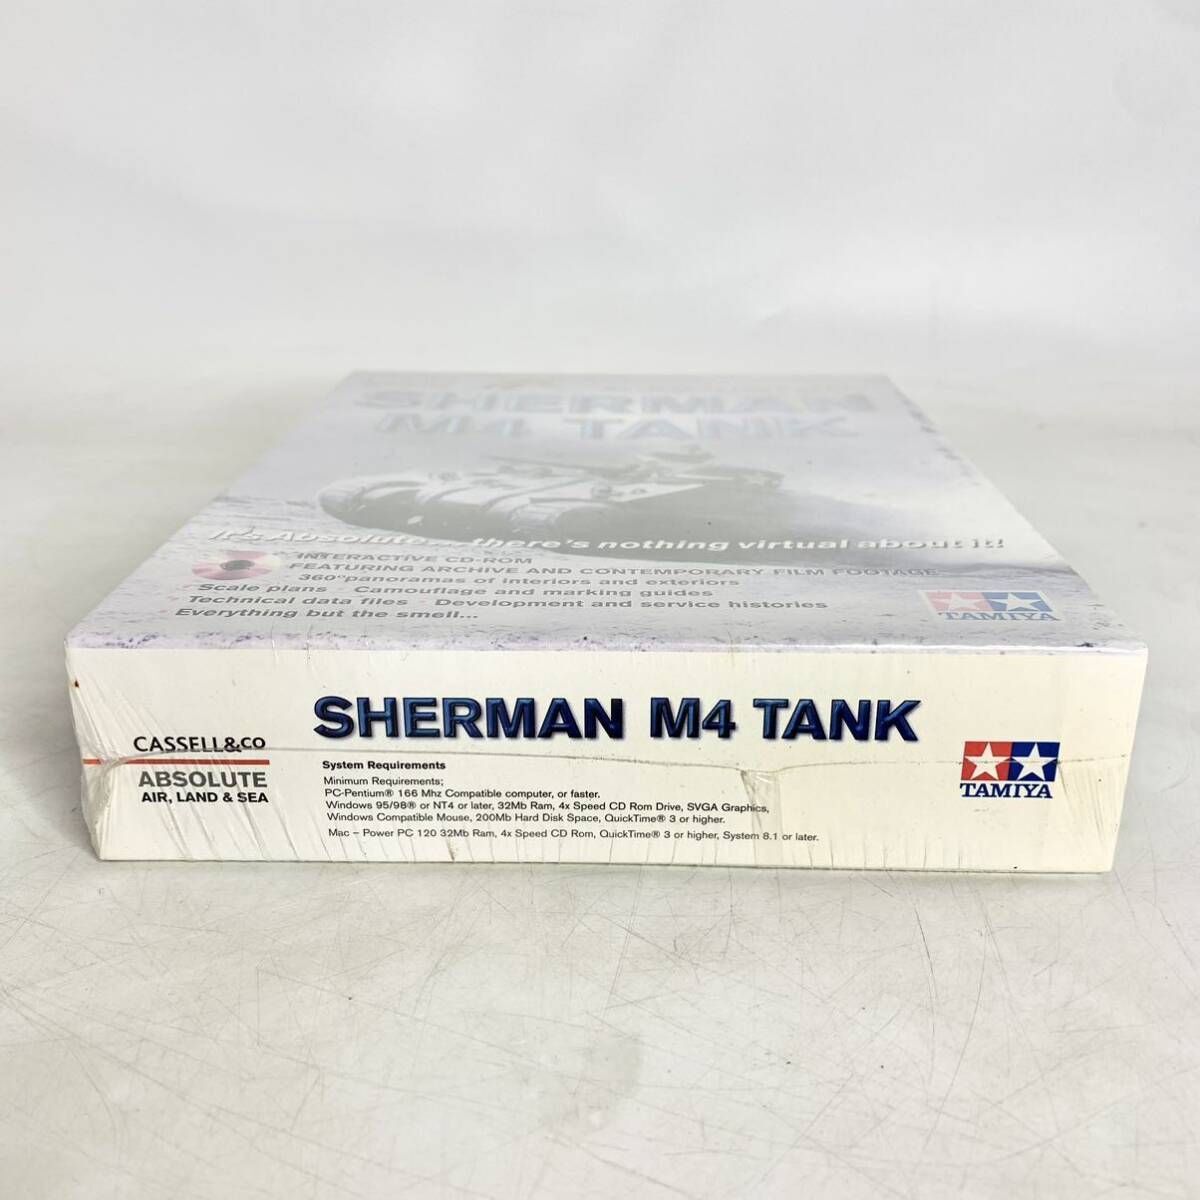 SHERMAN
M4 TANK
It's Absolute... there's nothing virtual about it!
INTERACTIVE CD-ROM
FEATURING ARCHIVE AND CONTEMPORARY FILM FOOTAGE
360° panoramas of interiors and exteriors
Scale plans Camouflage and marking guides
Technical data files Development and service histories
Everything but the smell...
TAMIYA
SHERMAN M4 TANK
CASSELL&CO
ABSOLUTE
AIR, LAND & SEA
System Requirements
Minimum Requirements;
PC-Pentium® 166 Mhz Compatible computer, or faster.
Windows 95/98® or NT4 or later, 32Mb Ram, 4x Speed CD Rom Drive, SVGA Graphics,
Windows Compatible Mouse, 200Mb Hard Disk Space, QuickTime® 3 or higher.
Mac – Power PC 120 32Mb Ram, 4x Speed CD Rom, QuickTime® 3 or higher, System 8.1 or later.
TAMIYA